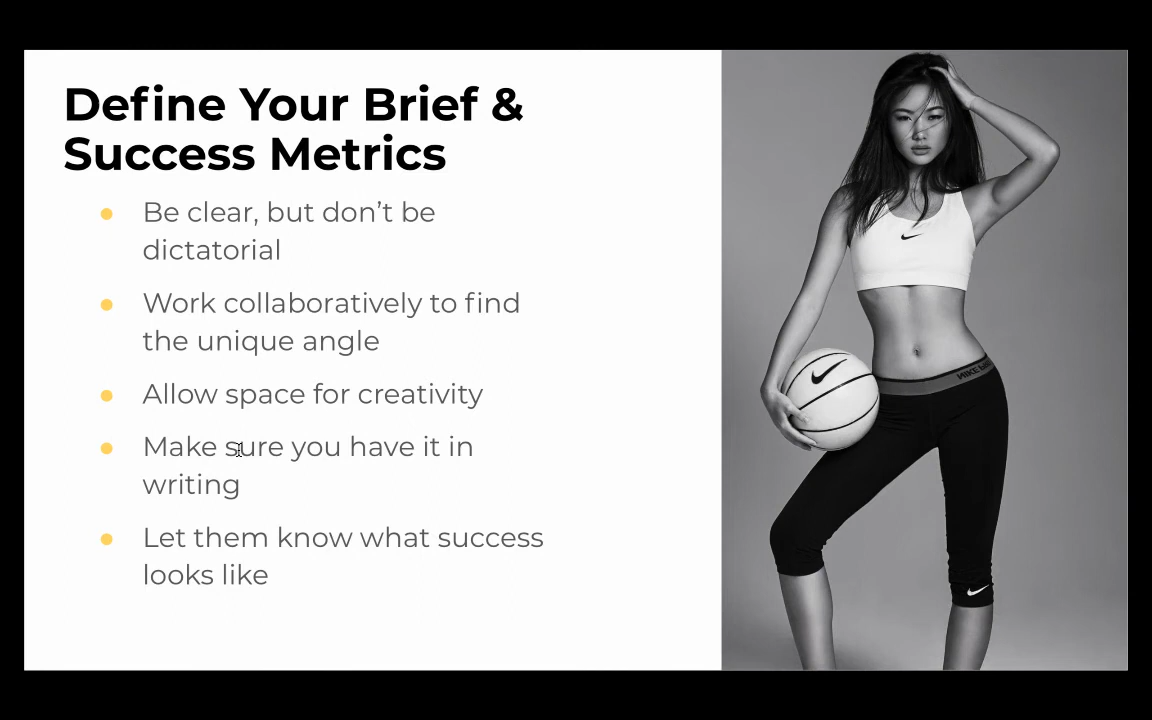 Define Your Brief &
Success Metrics
Be clear, but don’t be
dictatorial
Work collaboratively to find
the unique angle
Allow space for creativity
Make sure you have it in
writing
Let them know what success
looks like